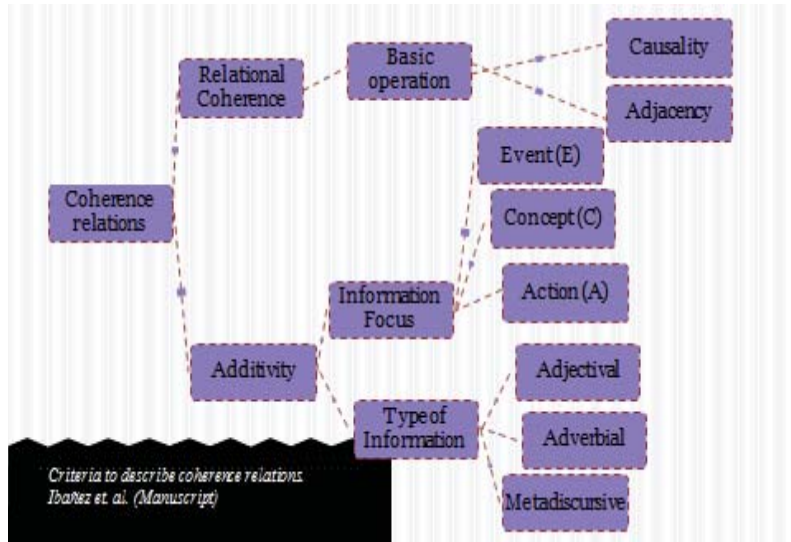 Coherence
relations
Relational
Coherence
Basic
operation
Causality
Adjacency
Additivity
Information
Focus
Event (E)
Concept (C)
Action (A)
Type of
Information
Adjectival
Adverbial
Metadiscursive
Criteria to describe coherence relations.
Ibañez et. al. (Manuscript)